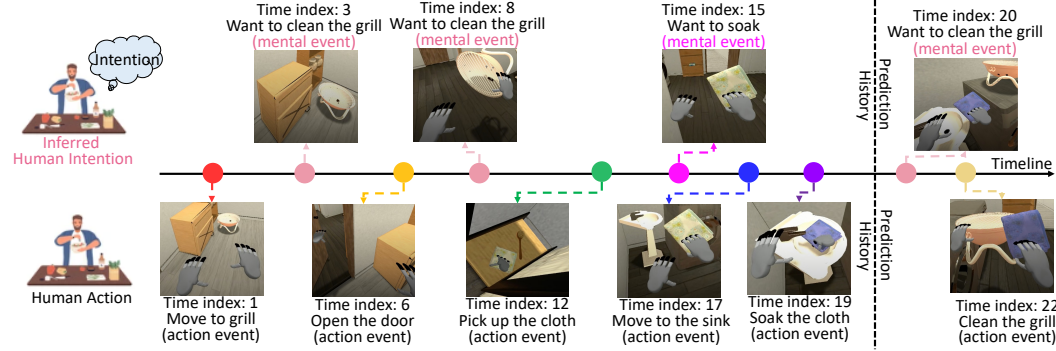 Time index: 3
Want to clean the grill
(mental event)
Time index: 8
Want to clean the grill
(mental event)
Time index: 15
Want to soak
(mental event)
Time index: 20
Want to clean the grill
(mental event)
Intention
Inferred
Human Intention
Prediction
History
Timeline
Prediction
History
Human Action
Time index: 1
Move to grill
(action event)
Time index: 6
Open the door
(action event)
Time index: 12
Pick up the cloth
(action event)
Time index: 17
Move to the sink
(action event)
Time index: 19
Soak the cloth
(action event)
Time index: 22
Clean the grill
(action event)